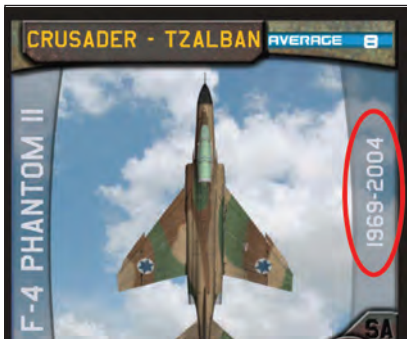 CRUSADER - TZALBAN
AVERAGE 8
F-4 PHANTOM II
1969-2004
SA